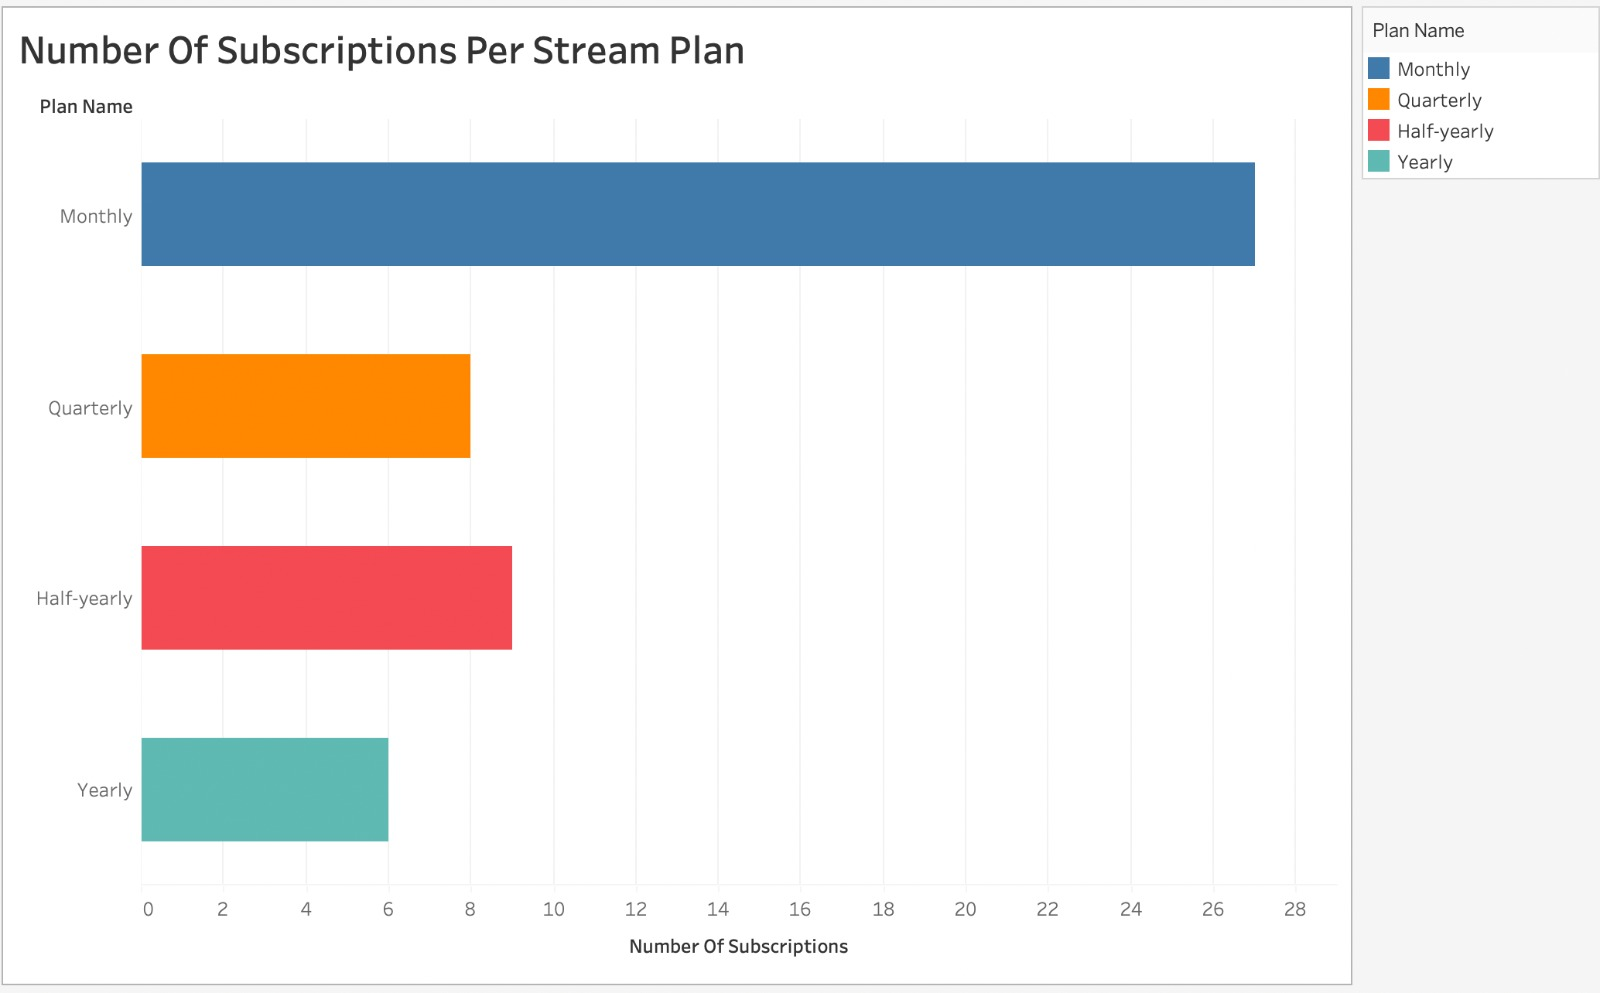 Number Of Subscriptions Per Stream Plan
Plan Name
Monthly
Quarterly
Half-yearly
Yearly
0 2 4 6 8 10 12 14 16 18 20 22 24 26 28
Number Of Subscriptions
Plan Name
Monthly
Quarterly
Half-yearly
Yearly